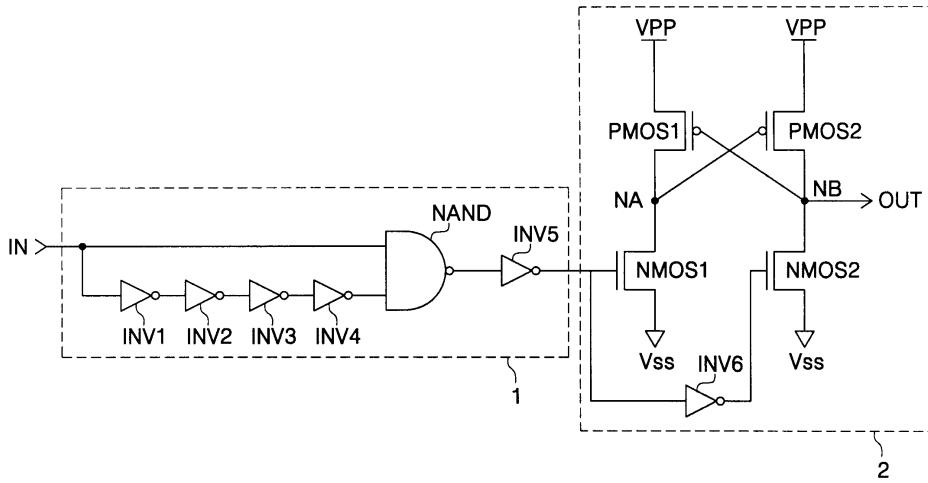 VPP VPP
PMOS1 PMOS2
NA NB OUT
NAND
IN INV5
NMOS1 NMOS2
INV1 INV2 INV3 INV4
Vss Vss
INV6
1
2